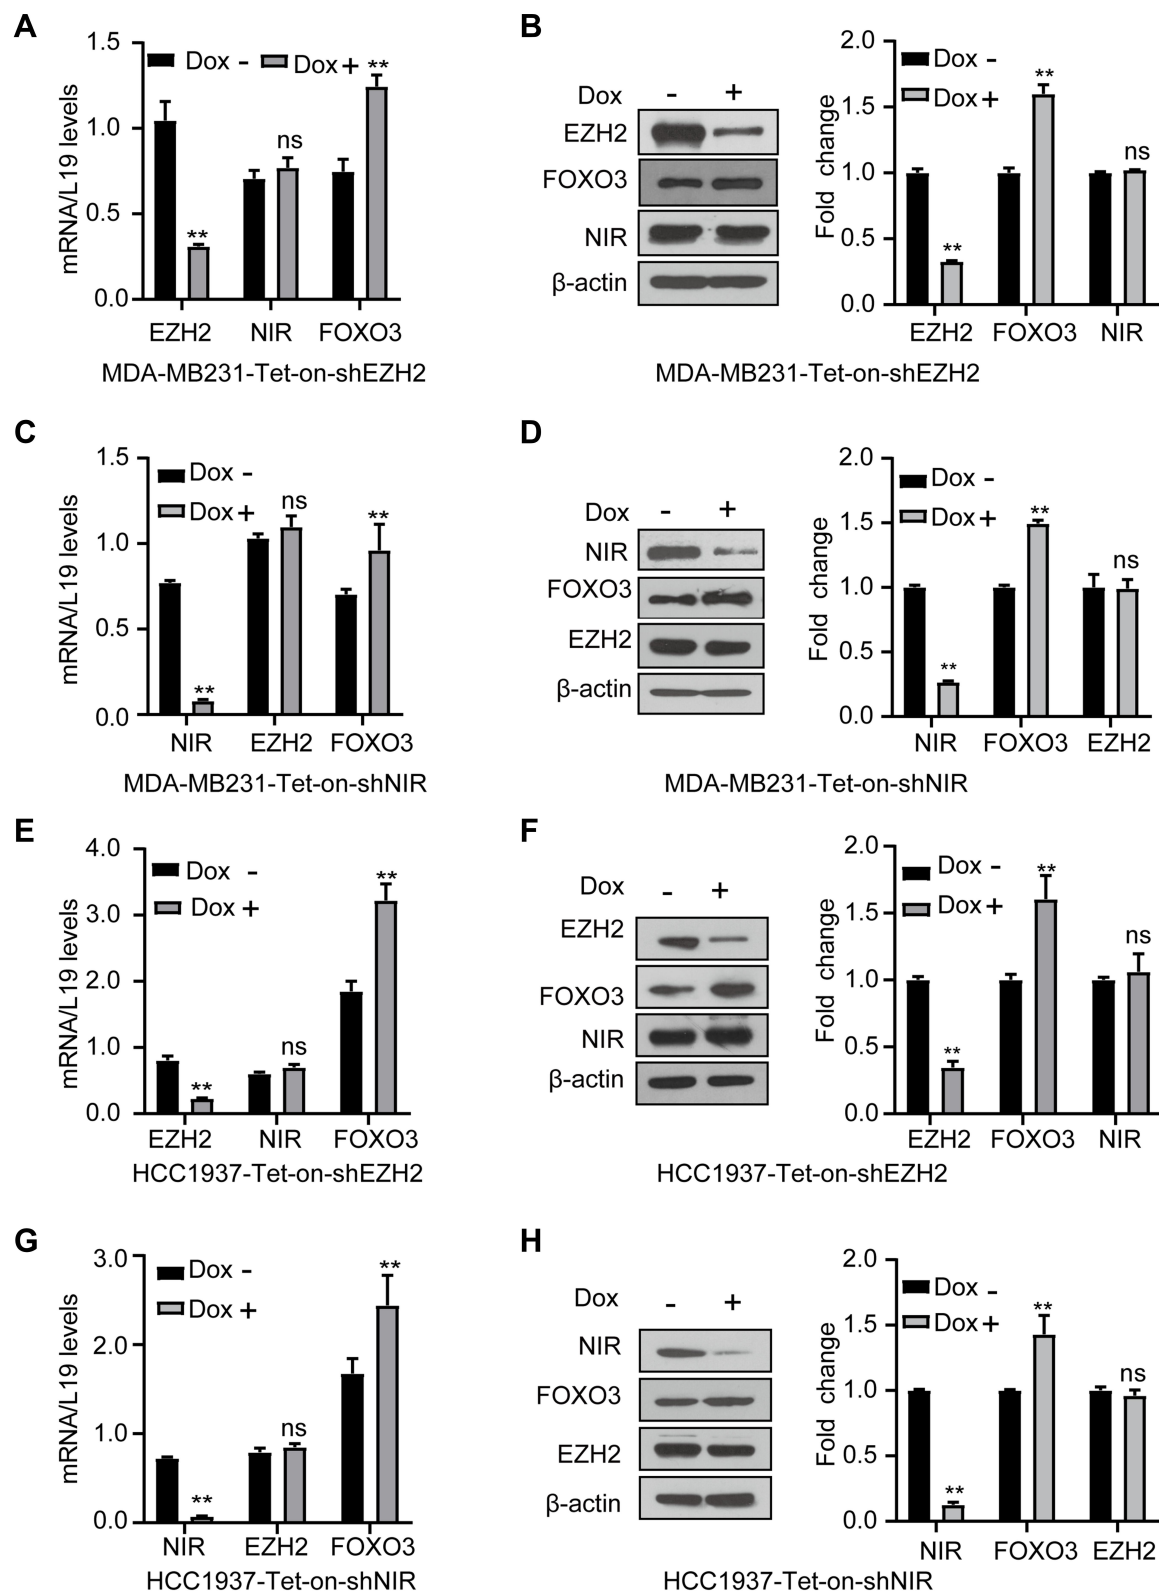 A
mRNA/L19 levels
1.5
1.0
0.5
0.0
Dox -
Dox +
**
ns
**
EZH2
NIR
FOXO3
MDA-MB231-Tet-on-shEZH2
B
Dox
-
+
EZH2
FOXO3
NIR
β-actin
Fold change
2.0
1.5
1.0
0.5
0.0
Dox -
Dox +
**
**
ns
EZH2
FOXO3
NIR
MDA-MB231-Tet-on-shEZH2
C
mRNA/L19 levels
1.5
1.0
0.5
0.0
Dox -
Dox +
**
ns
**
NIR
EZH2
FOXO3
MDA-MB231-Tet-on-shNIR
D
Dox
-
+
NIR
FOXO3
EZH2
β-actin
Fold change
2.0
1.5
1.0
0.5
0.0
Dox -
Dox +
**
**
ns
NIR
FOXO3
EZH2
MDA-MB231-Tet-on-shNIR
E
mRNA/L19 levels
4.0
3.0
2.0
1.0
0.0
Dox -
Dox +
**
ns
**
EZH2
NIR
FOXO3
HCC1937-Tet-on-shEZH2
F
Dox
-
+
EZH2
FOXO3
NIR
β-actin
Fold change
2.0
1.5
1.0
0.5
0.0
Dox -
Dox +
**
**
ns
EZH2
FOXO3
NIR
HCC1937-Tet-on-shEZH2
G
mRNA/L19 levels
3.0
2.0
1.0
0.0
Dox -
Dox +
**
ns
**
NIR
EZH2
FOXO3
HCC1937-Tet-on-shNIR
H
Dox
-
+
NIR
FOXO3
EZH2
β-actin
Fold change
2.0
1.5
1.0
0.5
0.0
Dox -
Dox +
**
**
ns
NIR
FOXO3
EZH2
HCC1937-Tet-on-shNIR